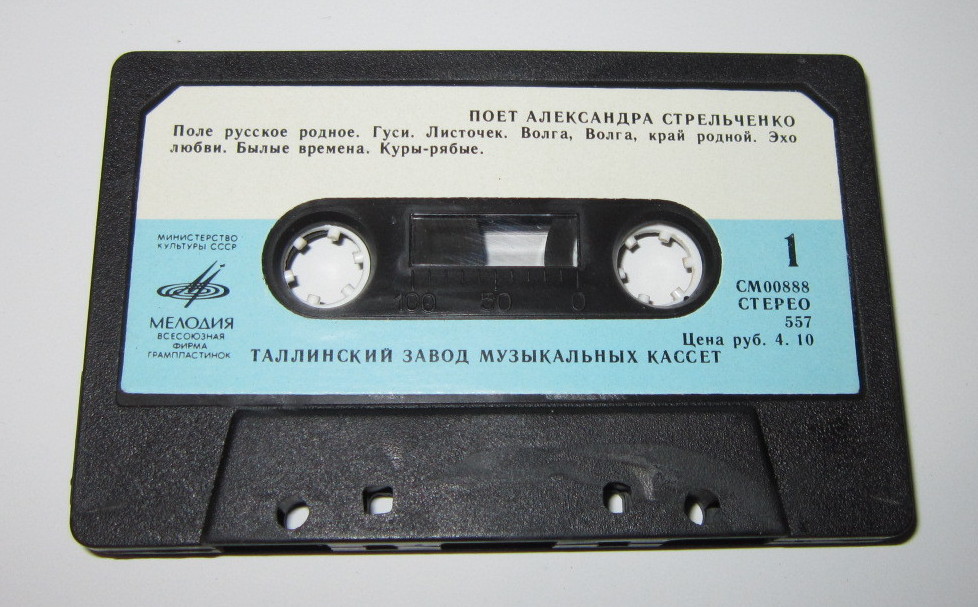 ПОЕТ АЛЕКСАНДРА СТРЕЛЬЧЕНКО
Поле русское родное. Гуси. Листочек. Волга, Волга, край родной. Эхо
любви. Былые времена. Куры-рябые.
МИНИСТЕРСТВО
КУЛЬТУРЫ СССР
МЕЛОДИЯ
ВСЕСОЮЗНАЯ
ФИРМА
ГРАМПЛАСТИНОК
100 50 0
1
СМ00888
СТЕРЕО
557
Цена руб. 4. 10
ТАЛЛИНСКИЙ ЗАВОД МУЗЫКАЛЬНЫХ КАССЕТ